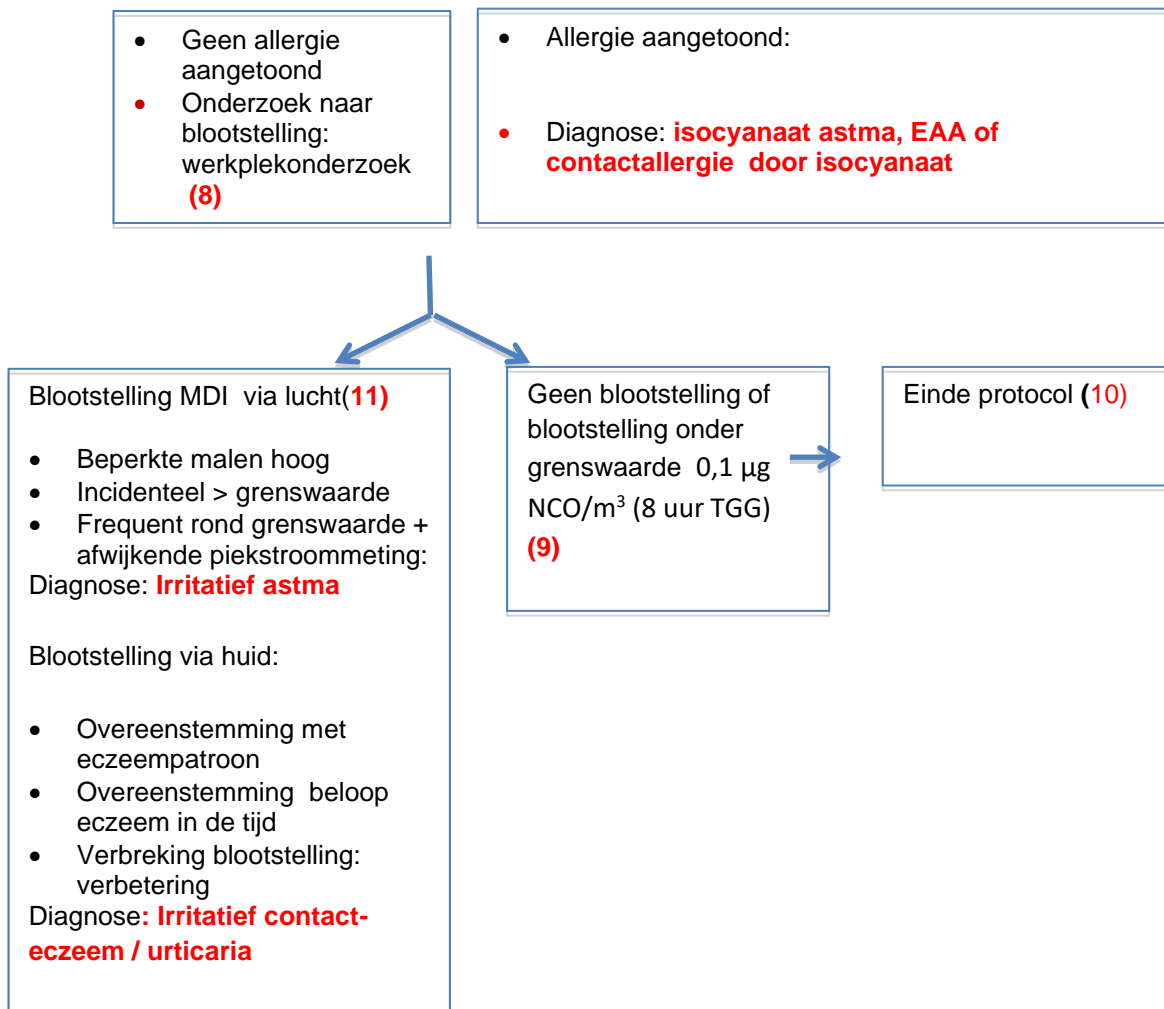 • Geen allergie
aangetoond
• Onderzoek naar
blootstelling:
werkplekonderzoek
(8)
• Allergie aangetoond:
• Diagnose: isocyanaat astma, EAA of
contactallergie door isocyanaat
Blootstelling MDI via lucht(11)
• Beperkte malen hoog
• Incidenteel > grenswaarde
• Frequent rond grenswaarde +
afwijkende piekstroommeting:
Diagnose: Irritatief astma
Blootstelling via huid:
• Overeenstemming met
eczeempatroon
• Overeenstemming beloop
eczeem in de tijd
• Verbreking blootstelling:
verbetering
Diagnose: Irritatief contact-
eczeem / urticaria
Geen blootstelling of
blootstelling onder
grenswaarde 0,1 µg
NCO/m³ (8 uur TGG)
(9)
Einde protocol (10)